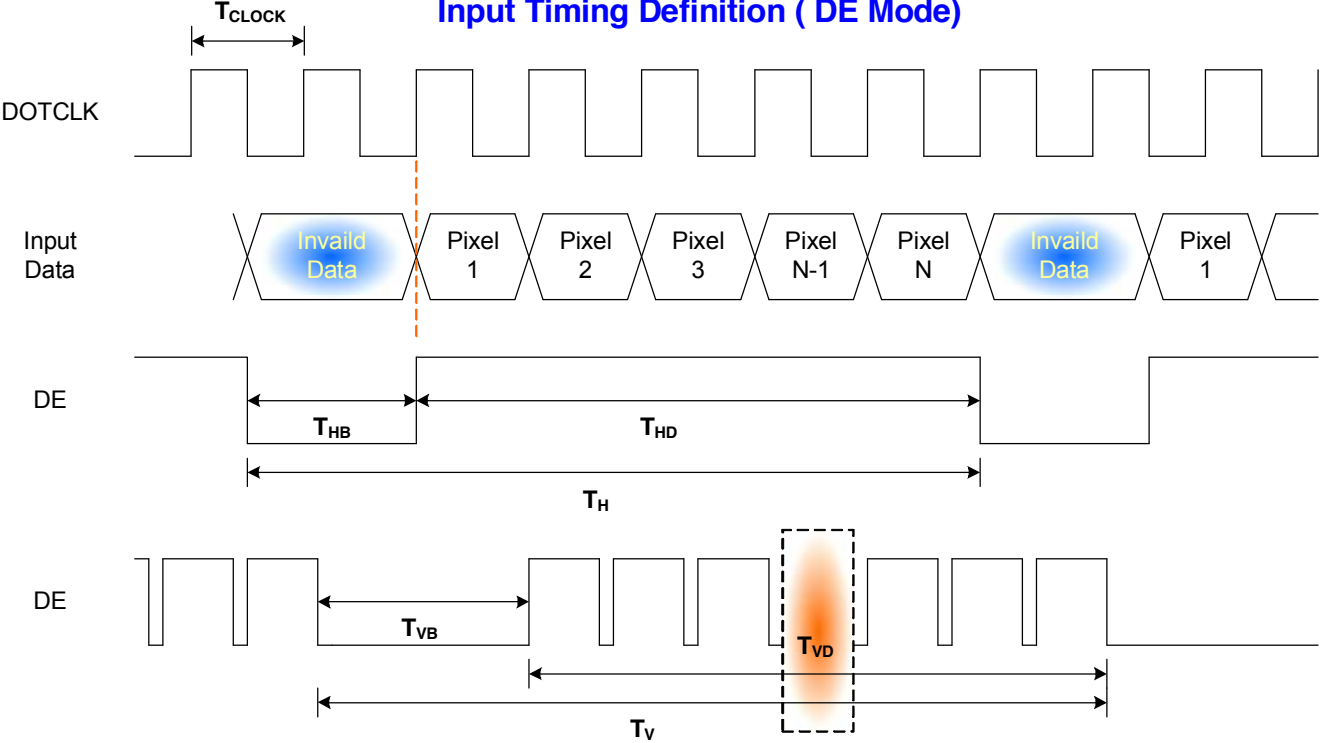 Input Timing Definition ( DE Mode)
TCLOCK
DOTCLK
Input
Data
Invaild
Data
Pixel
1
Pixel
2
Pixel
3
Pixel
N-1
Pixel
N
Invaild
Data
Pixel
1
DE
THB
THD
TH
DE
TVB
TVD
TV